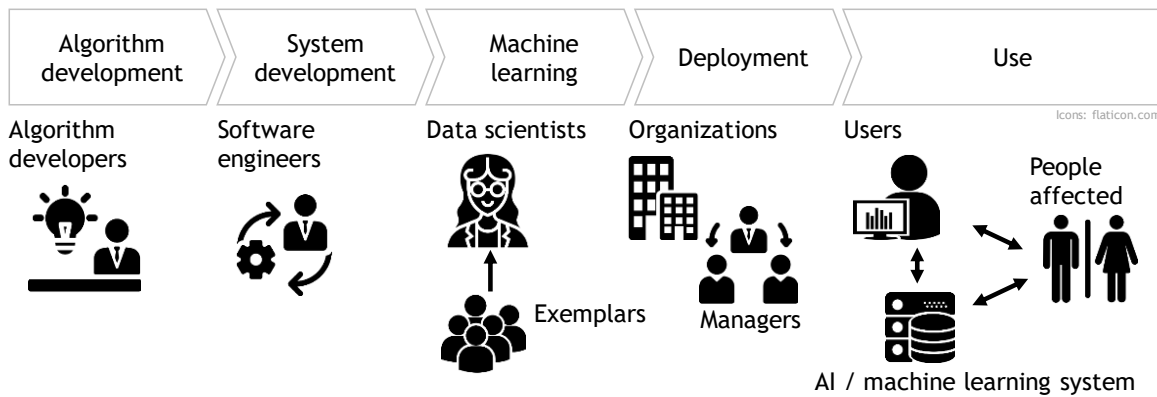 Algorithm
development
System
development
Machine
learning
Deployment
Use
Icons: flaticon.com
Algorithm
developers
Software
engineers
Data scientists
Organizations
Users
People
affected
Exemplars
Managers
AI / machine learning system